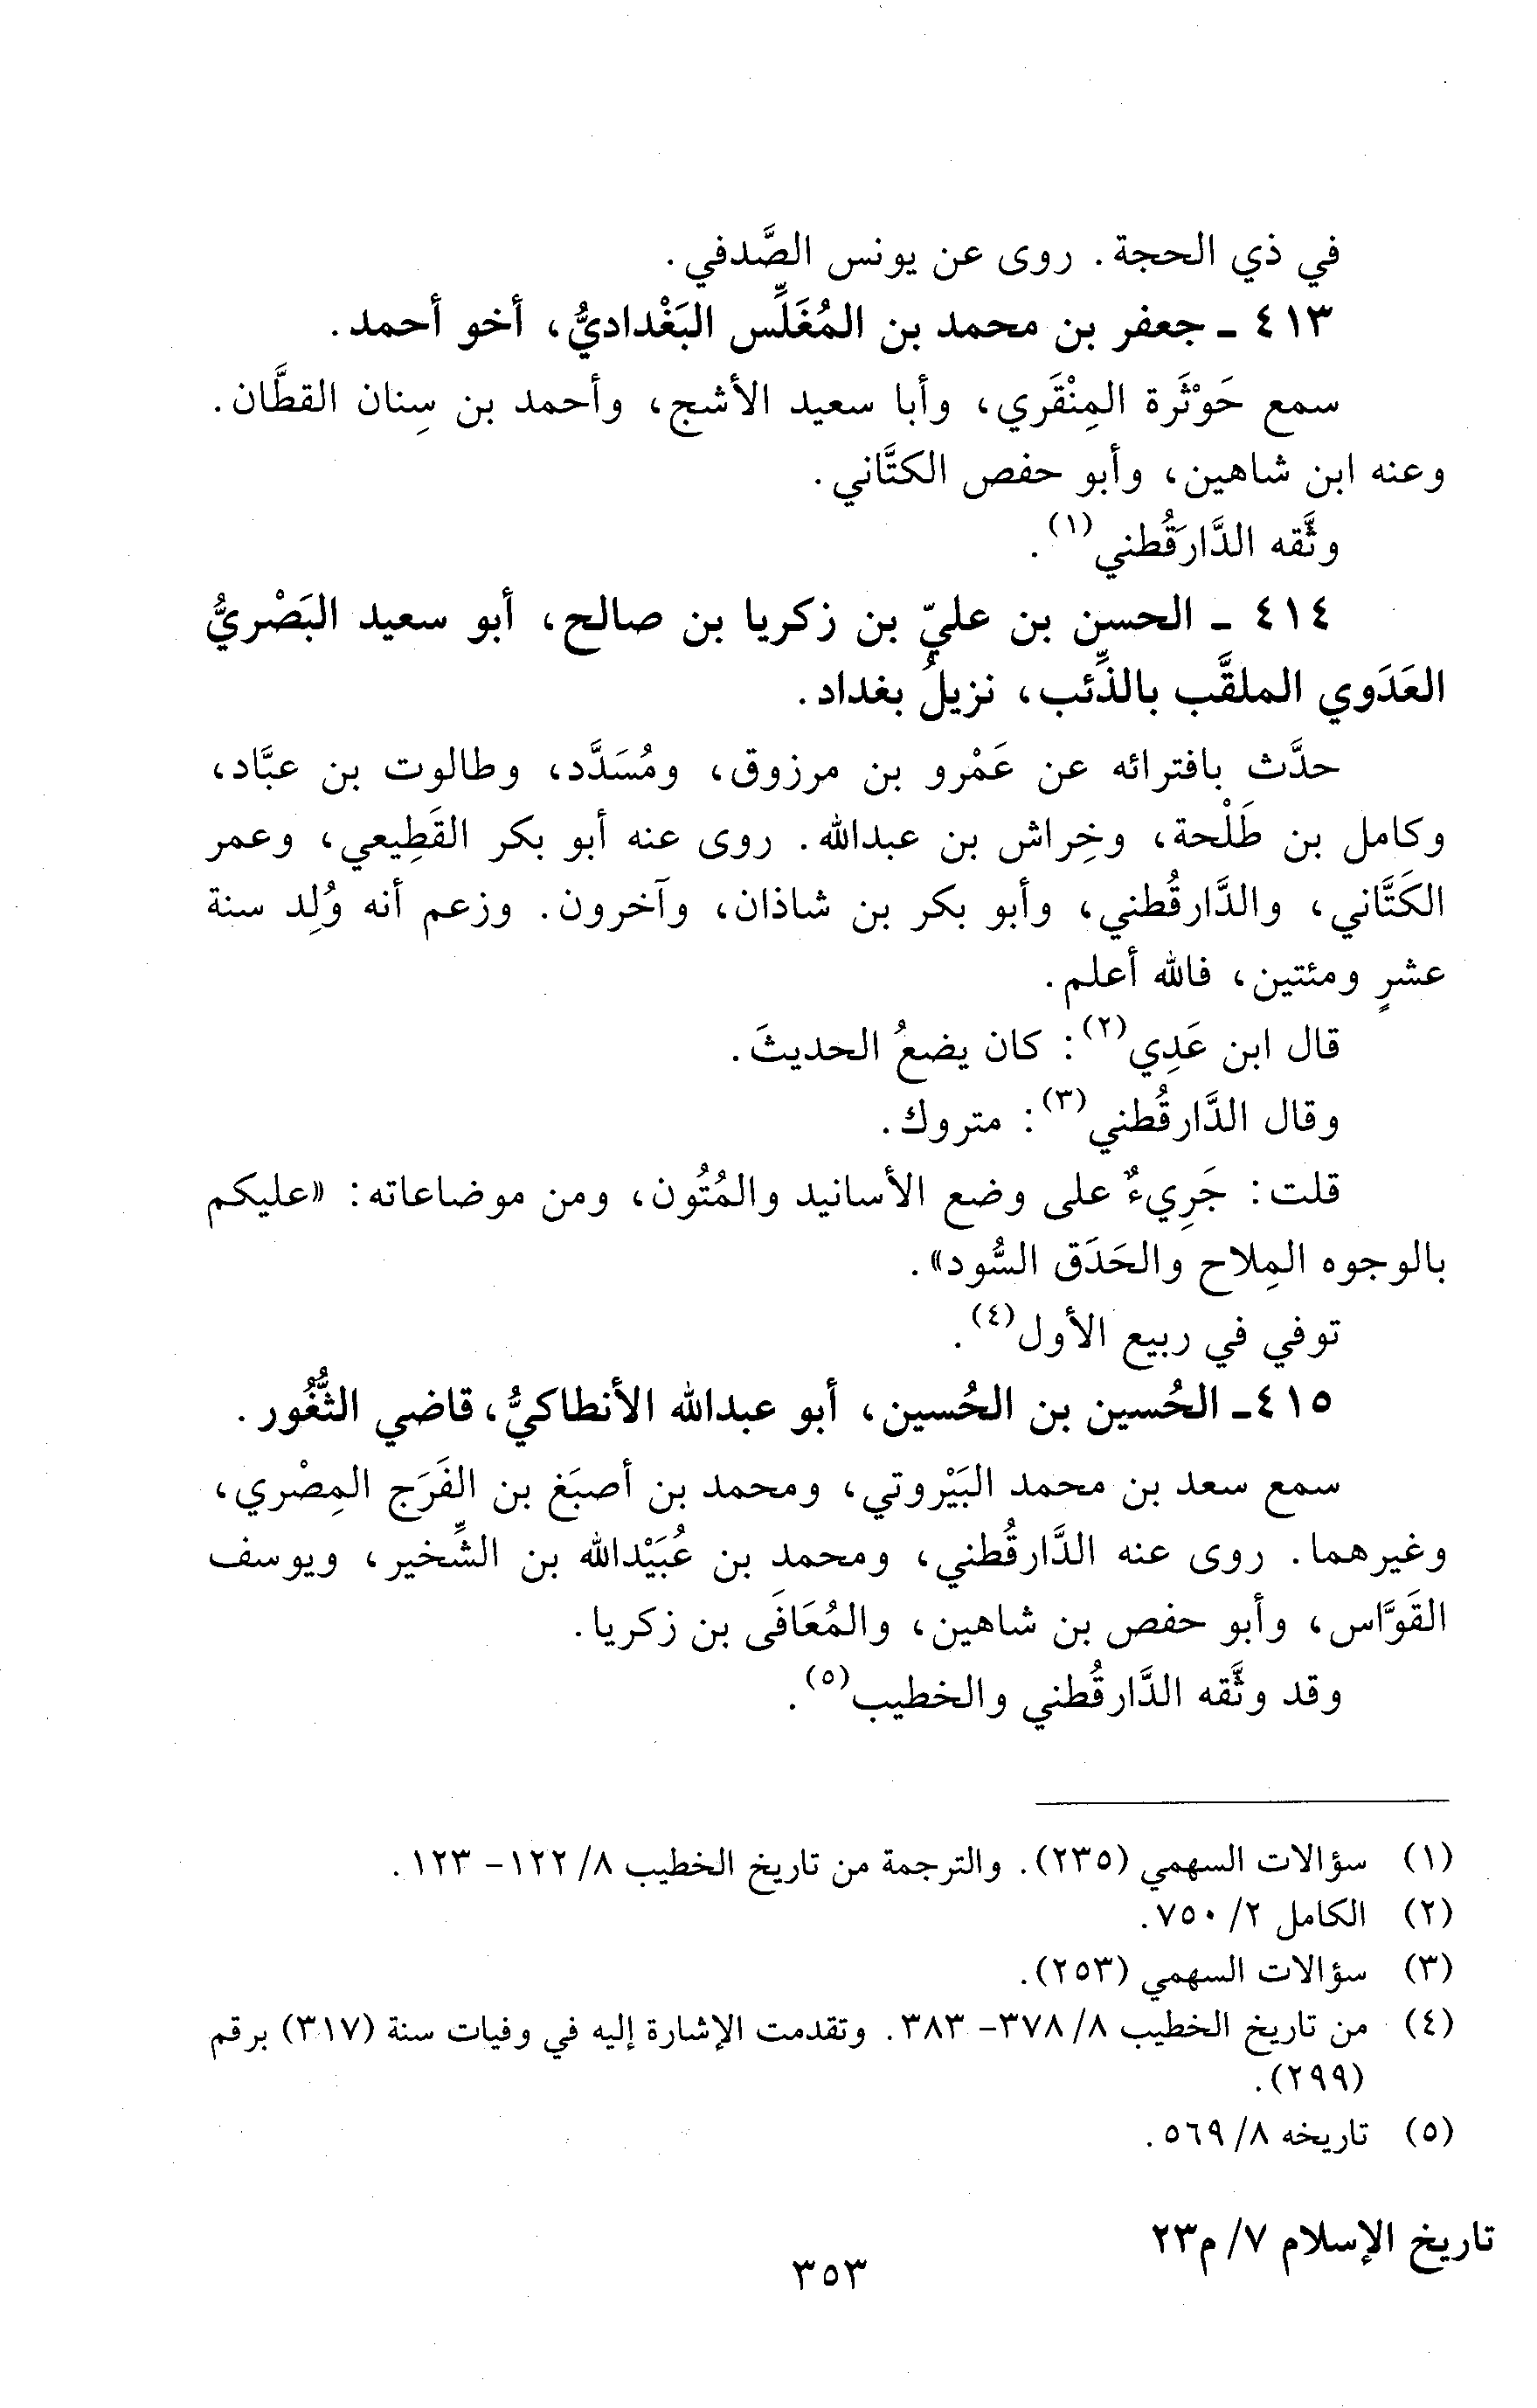 في ذي الحجة. روى عن يونس الصَّدفي.
٤١٣ ـ جعفر بن محمد بن المُغَلِّس البَغْداديُّ، أخو أحمد.
سمع حَوْثَرة المِنْقَري، وأبا سعيد الأشج، وأحمد بن سِنان القطَّان.
وعنه ابن شاهين، وأبو حفص الكتَّاني.
وثَّقه الدَّارَقُطني(١).
٤١٤ ـ الحسن بن عليّ بن زكريا بن صالح، أبو سعيد البَصْريُّ
العَدَوي الملقَّب بالذِّئب، نزيلُ بغداد.
حدَّث بافترائه عن عَمْرو بن مرزوق، ومُسَدَّد، وطالوت بن عبَّاد،
وكامل بن طَلْحة، وخِراش بن عبدالله. روى عنه أبو بكر القَطِيعي، وعمر
الكَتَّاني، والدَّارقُطني، وأبو بكر بن شاذان، وآخرون. وزعم أنه وُلِد سنة
عشرٍ ومئتين، فالله أعلم.
قال ابن عَدِي(٢): كان يضعُ الحديثَ.
وقال الدَّارقُطني(٣): متروك.
قلت: جَرِيءٌ على وضع الأسانيد والمُتُون، ومن موضاعاته: «عليكم
بالوجوه المِلاح والحَدَق السُّود».
توفي في ربيع الأول(٤).
٤١٥ـ الحُسين بن الحُسين، أبو عبدالله الأنطاكيُّ، قاضي الثُّغُور.
سمع سعد بن محمد البَيْروتي، ومحمد بن أصبَغ بن الفَرَج المِصْري،
وغيرهما. روى عنه الدَّارقُطني، ومحمد بن عُبَيْدالله بن الشِّخير، ويوسف
القَوَّاس، وأبو حفص بن شاهين، والمُعَافَى بن زكريا.
وقد وثَّقه الدَّارقُطني والخطيب(٥).
(١) سؤالات السهمي (٢٣٥). والترجمة من تاريخ الخطيب ٨/ ١٢٢- ١٢٣.
(٢) الكامل ٢/ ٧٥٠.
(٣) سؤالات السهمي (٢٥٣).
(٤) من تاريخ الخطيب ٨/ ٣٧٨- ٣٨٣. وتقدمت الإشارة إليه في وفيات سنة (٣١٧) برقم
(٢٩٩).
(٥) تاريخه ٨/ ٥٦٩.
تاريخ الإسلام ٧/ م٢٣
٣٥٣